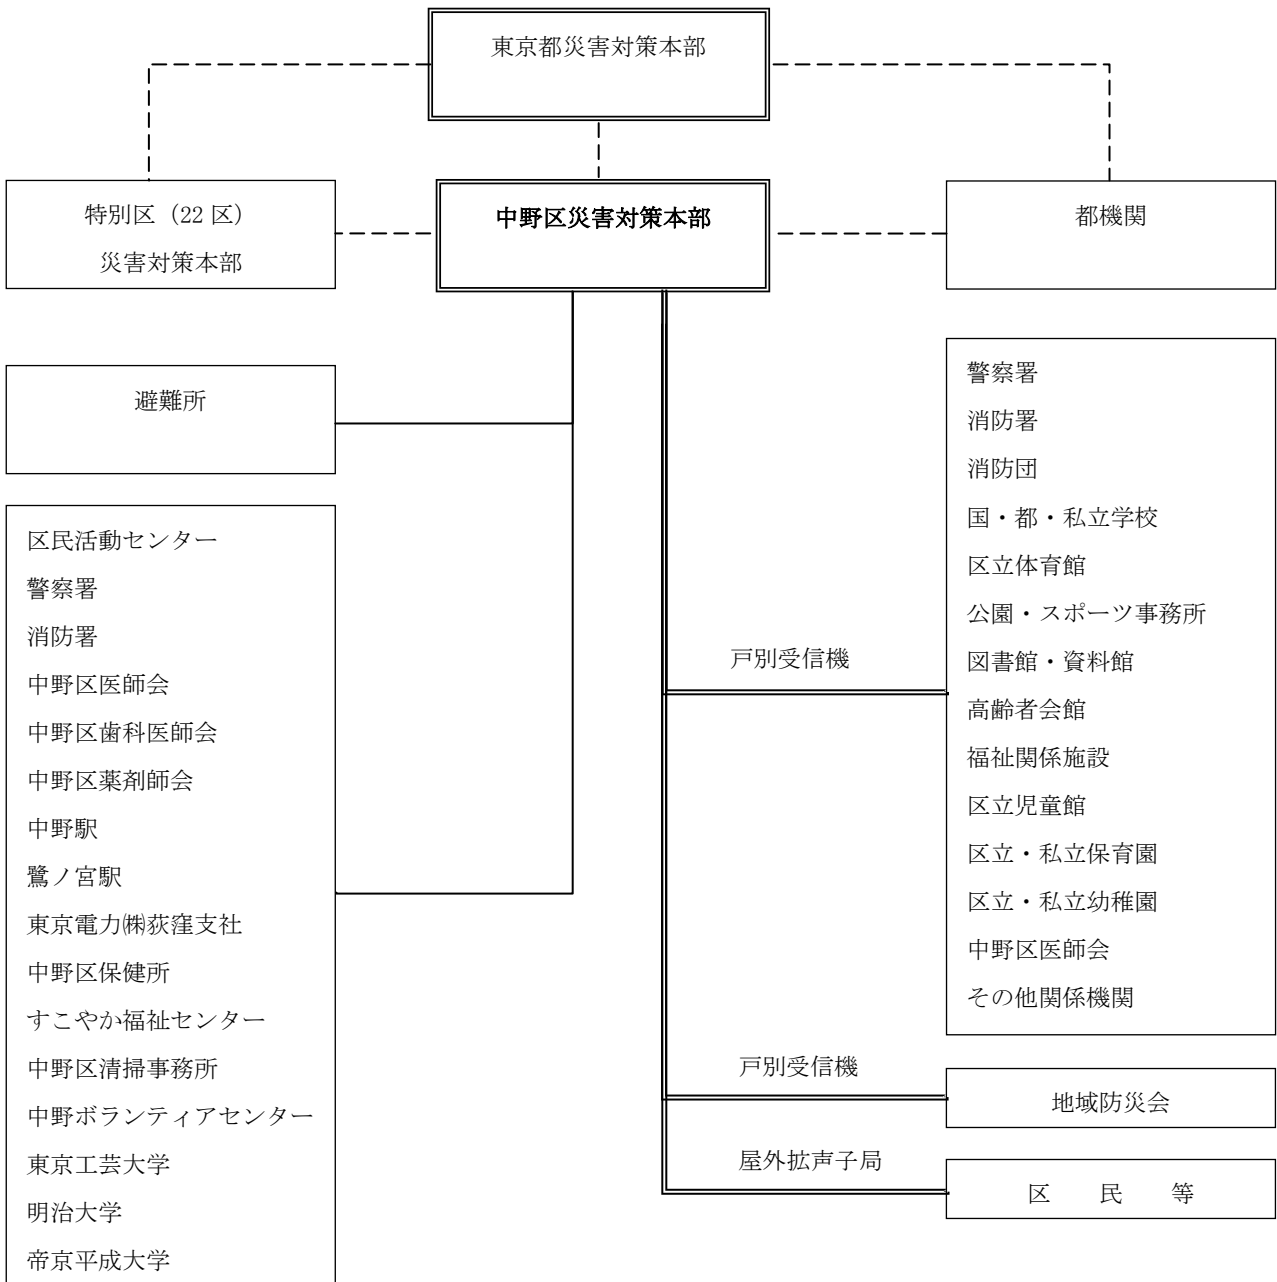 東京都災害対策本部
特別区（22 区）
災害対策本部
中野区災害対策本部
都機関
避難所
区民活動センター
警察署
消防署
中野区医師会
中野区歯科医師会
中野区薬剤師会
中野駅
鷺ノ宮駅
東京電力㈱荻窪支社
中野区保健所
すこやか福祉センター
中野区清掃事務所
中野ボランティアセンター
東京工芸大学
明治大学
帝京平成大学
戸別受信機
警察署
消防署
消防団
国・都・私立学校
区立体育館
公園・スポーツ事務所
図書館・資料館
高齢者会館
福祉関係施設
区立児童館
区立・私立保育園
区立・私立幼稚園
中野区医師会
その他関係機関
戸別受信機
地域防災会
屋外拡声子局
区　民　等